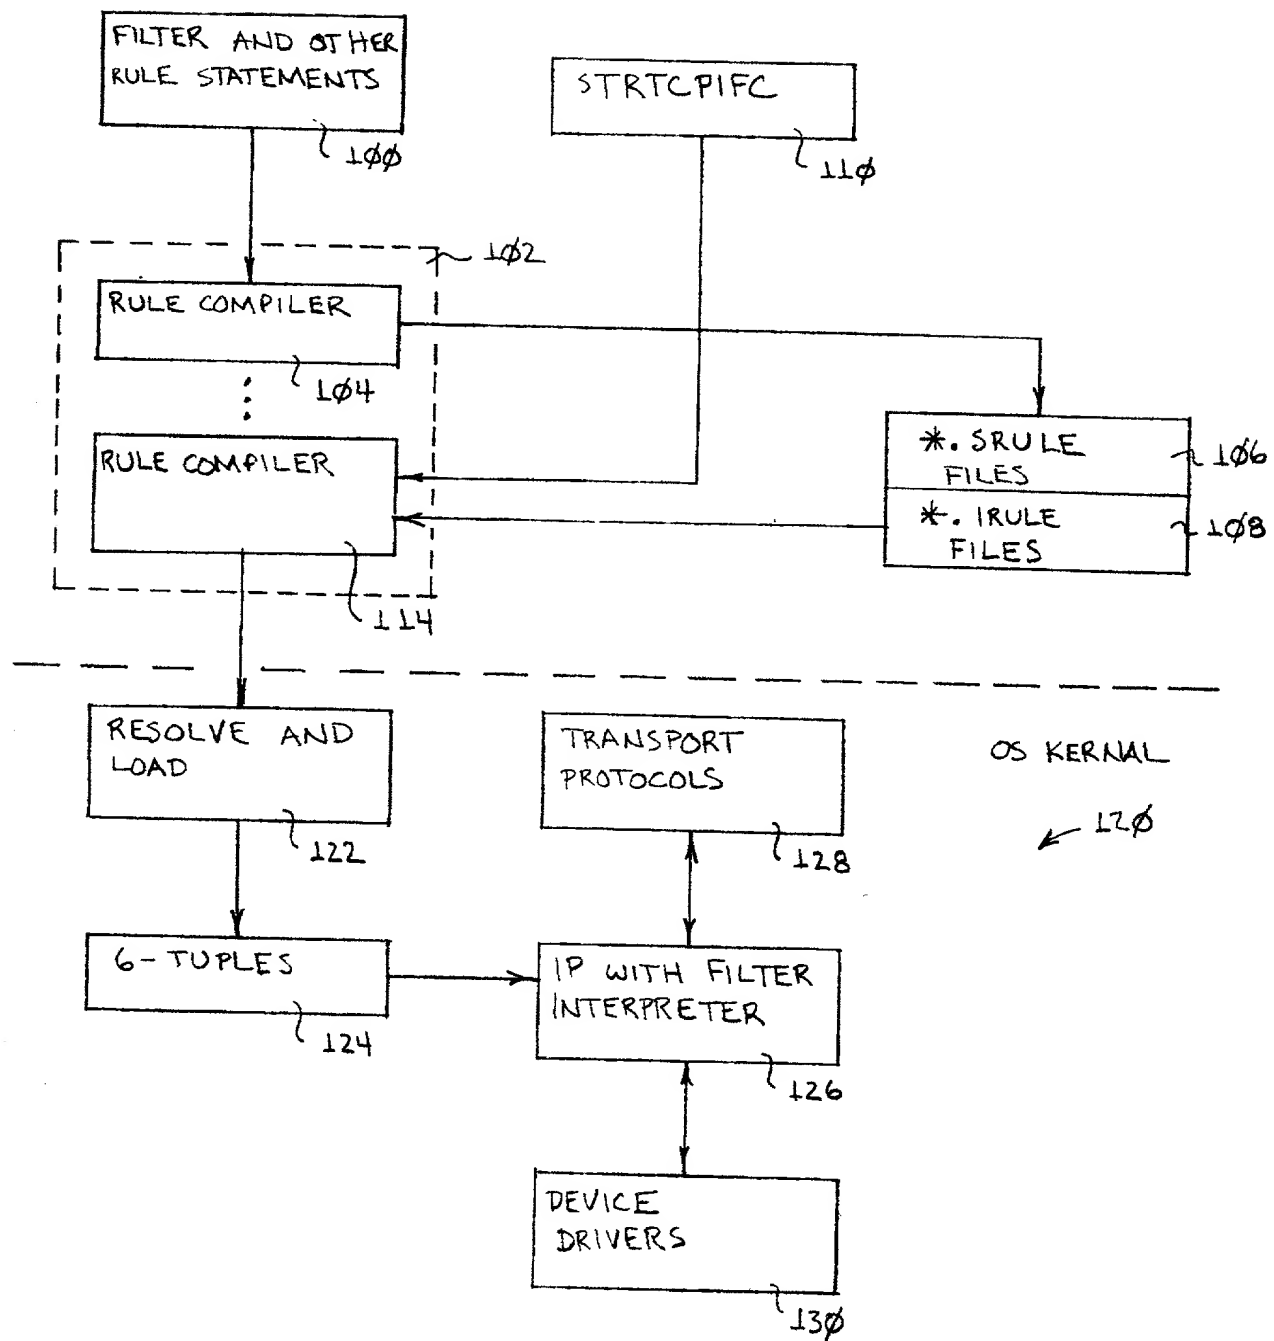 FILTER AND OTHER
RULE STATEMENTS
100
STRTCPIFC
110
102
RULE COMPILER
104
RULE COMPILER
114
*. SRULE
FILES
106
*. IRULE
FILES
108
RESOLVE AND
LOAD
122
TRANSPORT
PROTOCOLS
128
OS KERNAL
120
6-TUPLES
124
IP WITH FILTER
INTERPRETER
126
DEVICE
DRIVERS
130